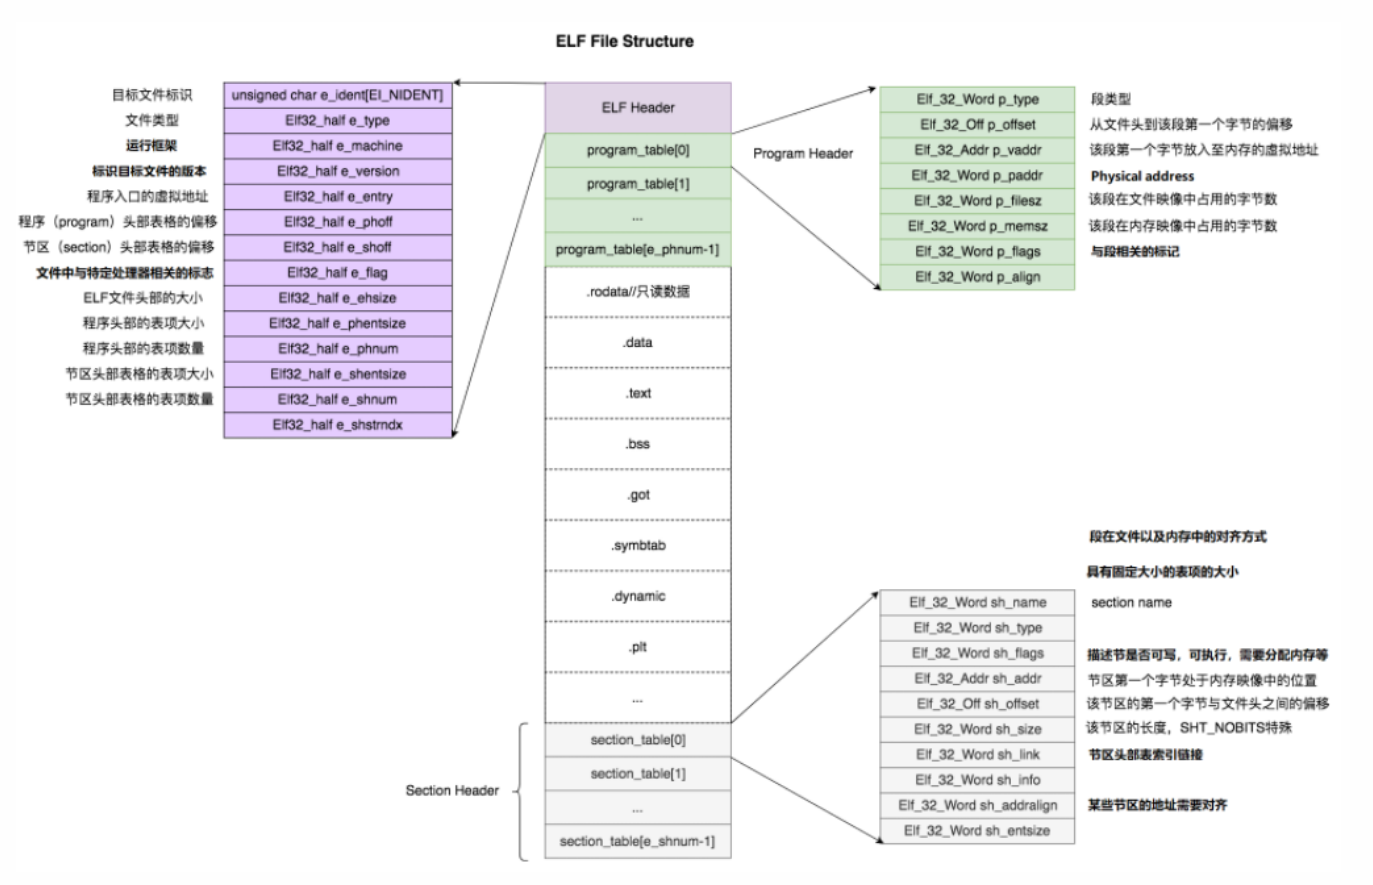 ELF File Structure
目标文件标识
文件类型
运行框架
标识目标文件的版本
程序入口的虚拟地址
程序（program）头部表格的偏移
节区（section）头部表格的偏移
文件中与特定处理器相关的标志
ELF文件头部的大小
程序头部的表项大小
程序头部的表项数量
节区头部表格的表项大小
节区头部表格的表项数量
unsigned char e_ident[EI_NIDENT]
Elf32_half e_type
Elf32_half e_machine
Elf32_half e_version
Elf32_half e_entry
Elf32_half e_phoff
Elf32_half e_shoff
Elf32_half e_flag
Elf32_half e_ehsize
Elf32_half e_phentsize
Elf32_half e_phnum
Elf32_half e_shentsize
Elf32_half e_shnum
Elf32_half e_shstrndx
ELF Header
program_table[0]
program_table[1]
...
program_table[e_phnum-1]
.rodata//只读数据
.data
.text
.bss
.got
.symbtab
.dynamic
.plt
...
Section Header
section_table[0]
section_table[1]
...
section_table[e_shnum-1]
Program Header
Elf_32_Word p_type
Elf_32_Off p_offset
Elf_32_Addr p_vaddr
Elf_32_Word p_paddr
Elf_32_Word p_filesz
Elf_32_Word p_memsz
Elf_32_Word p_flags
Elf_32_Word p_align
段类型
从文件头到该段第一个字节的偏移
该段第一个字节放入至内存的虚拟地址
Physical address
该段在文件映像中占用的字节数
该段在内存映像中占用的字节数
与段相关的标记
段在文件以及内存中的对齐方式
具有固定大小的表项的大小
Elf_32_Word sh_name
Elf_32_Word sh_type
Elf_32_Word sh_flags
Elf_32_Addr sh_addr
Elf_32_Off sh_offset
Elf_32_Word sh_size
Elf_32_Word sh_link
Elf_32_Word sh_info
Elf_32_Word sh_addralign
Elf_32_Word sh_entsize
section name
描述节是否可写，可执行，需要分配内存等
节区第一个字节处于内存映像中的位置
该节区的第一个字节与文件头之间的偏移
该节区的长度，SHT_NOBITS特殊
节区头部表索引链接
某些节区的地址需要对齐